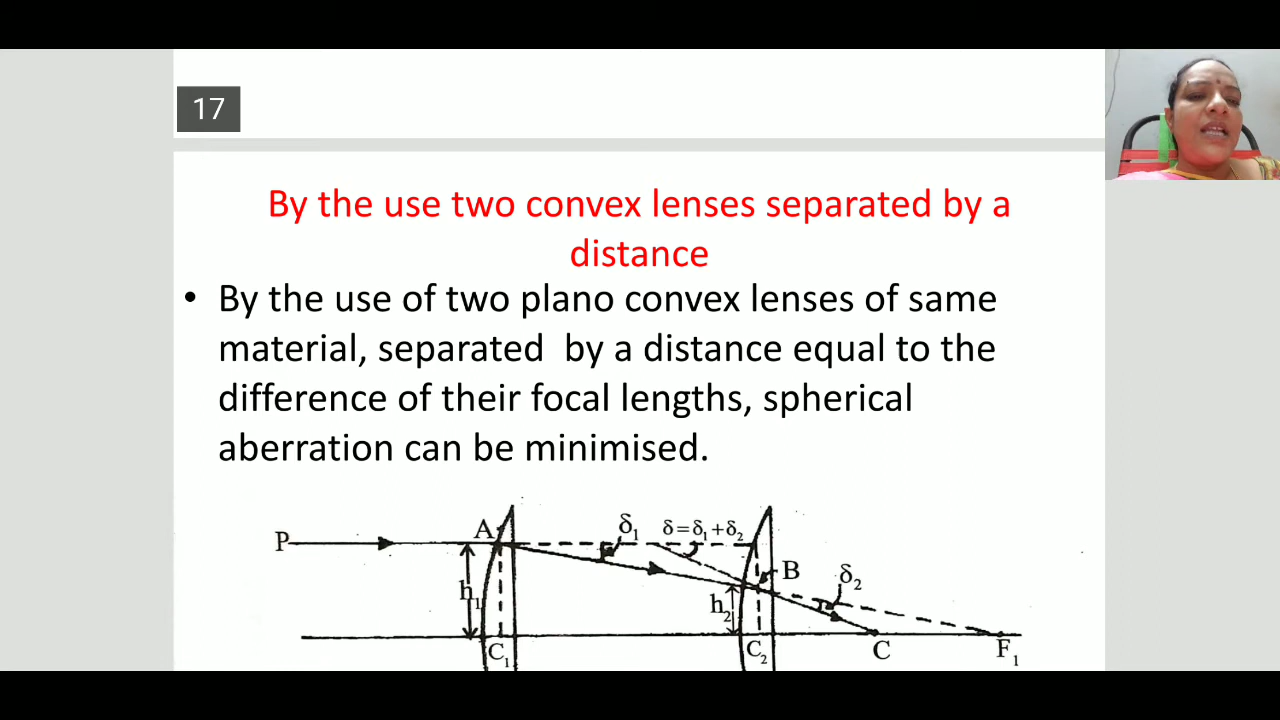 17
By the use two convex lenses separated by a
distance
• By the use of two plano convex lenses of same
material, separated by a distance equal to the
difference of their focal lengths, spherical
aberration can be minimised.
P A δ₁ δ=δ₁+δ₂
h₁ h₂ B δ₂
C₁ C₂ C F₁